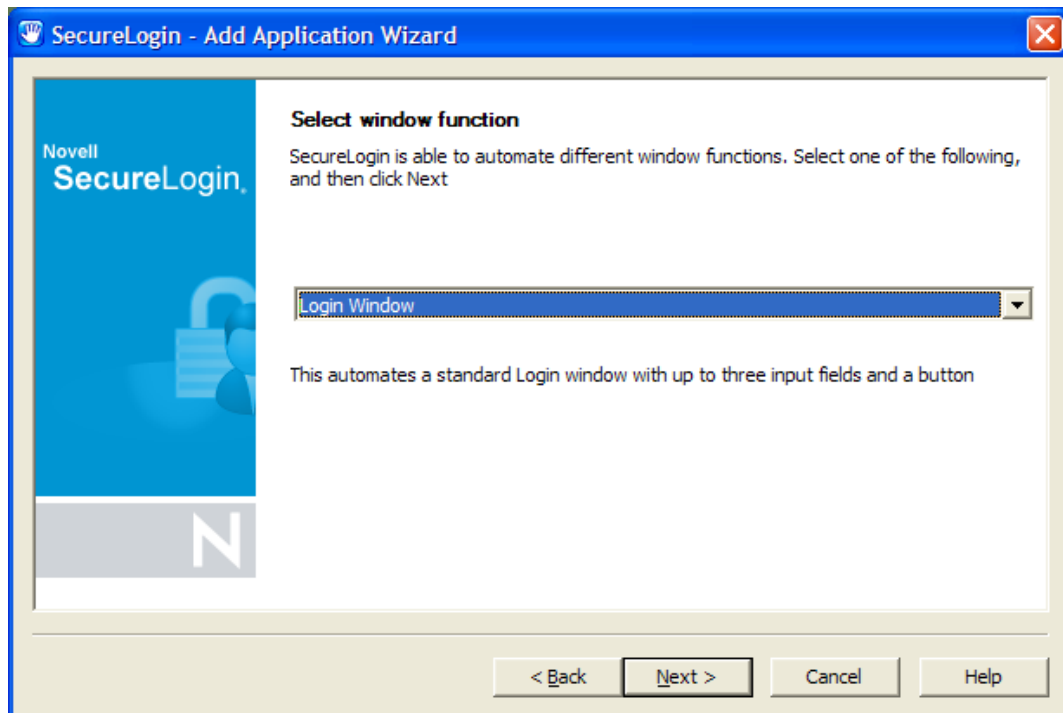 SecureLogin - Add Application Wizard
Novell
SecureLogin®
Select window function
SecureLogin is able to automate different window functions. Select one of the following,
and then click Next
Login Window
This automates a standard Login window with up to three input fields and a button
N
< Back
Next >
Cancel
Help